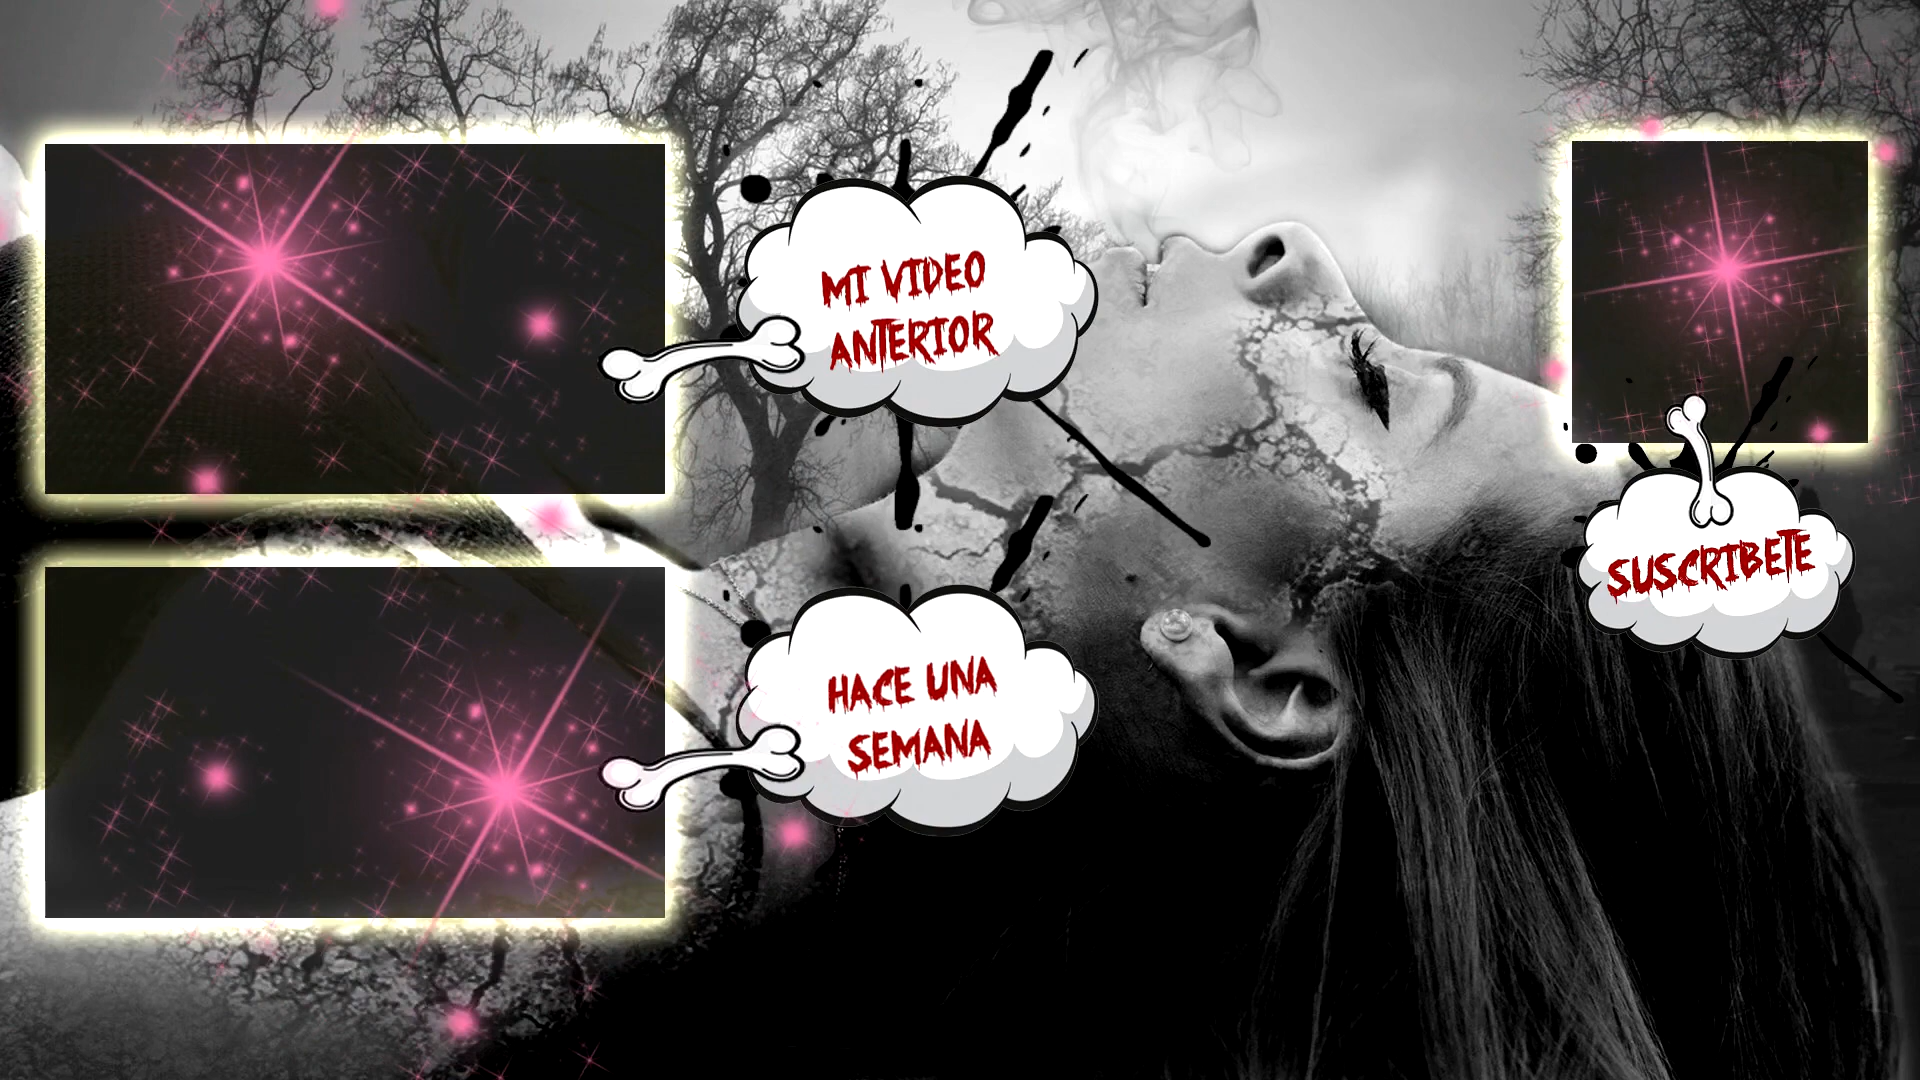 MI VIDEO
ANTERIOR
HACE UNA
SEMANA
SUSCRIBETE